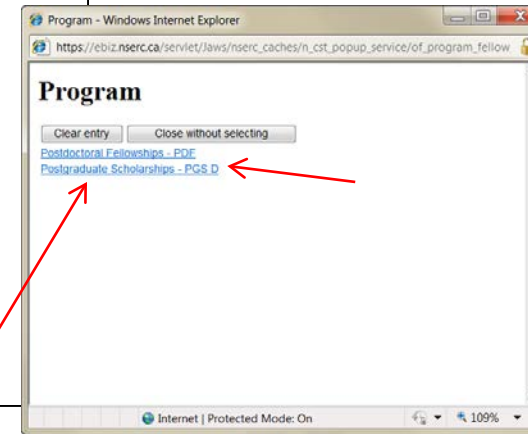 Program - Windows Internet Explorer
https://ebiz.nserc.ca/servlet/Jaws/nserc_caches/n_cst_popup_service/of_program_fellow
Program
Clear entry Close without selecting
Postdoctoral Fellowships - PDF
Postgraduate Scholarships - PGS D
Internet | Protected Mode: On 109%